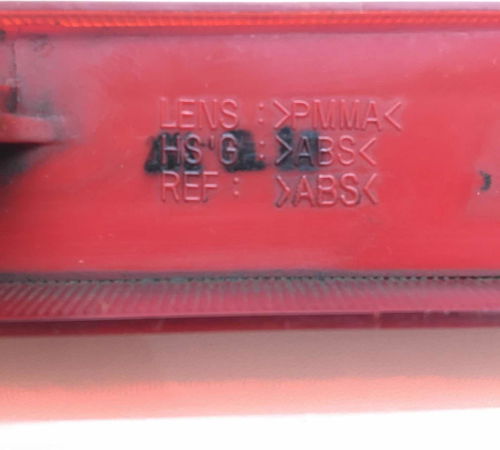 LENS : >PMMA<
HS'G : >ABS<
REF : >ABS<